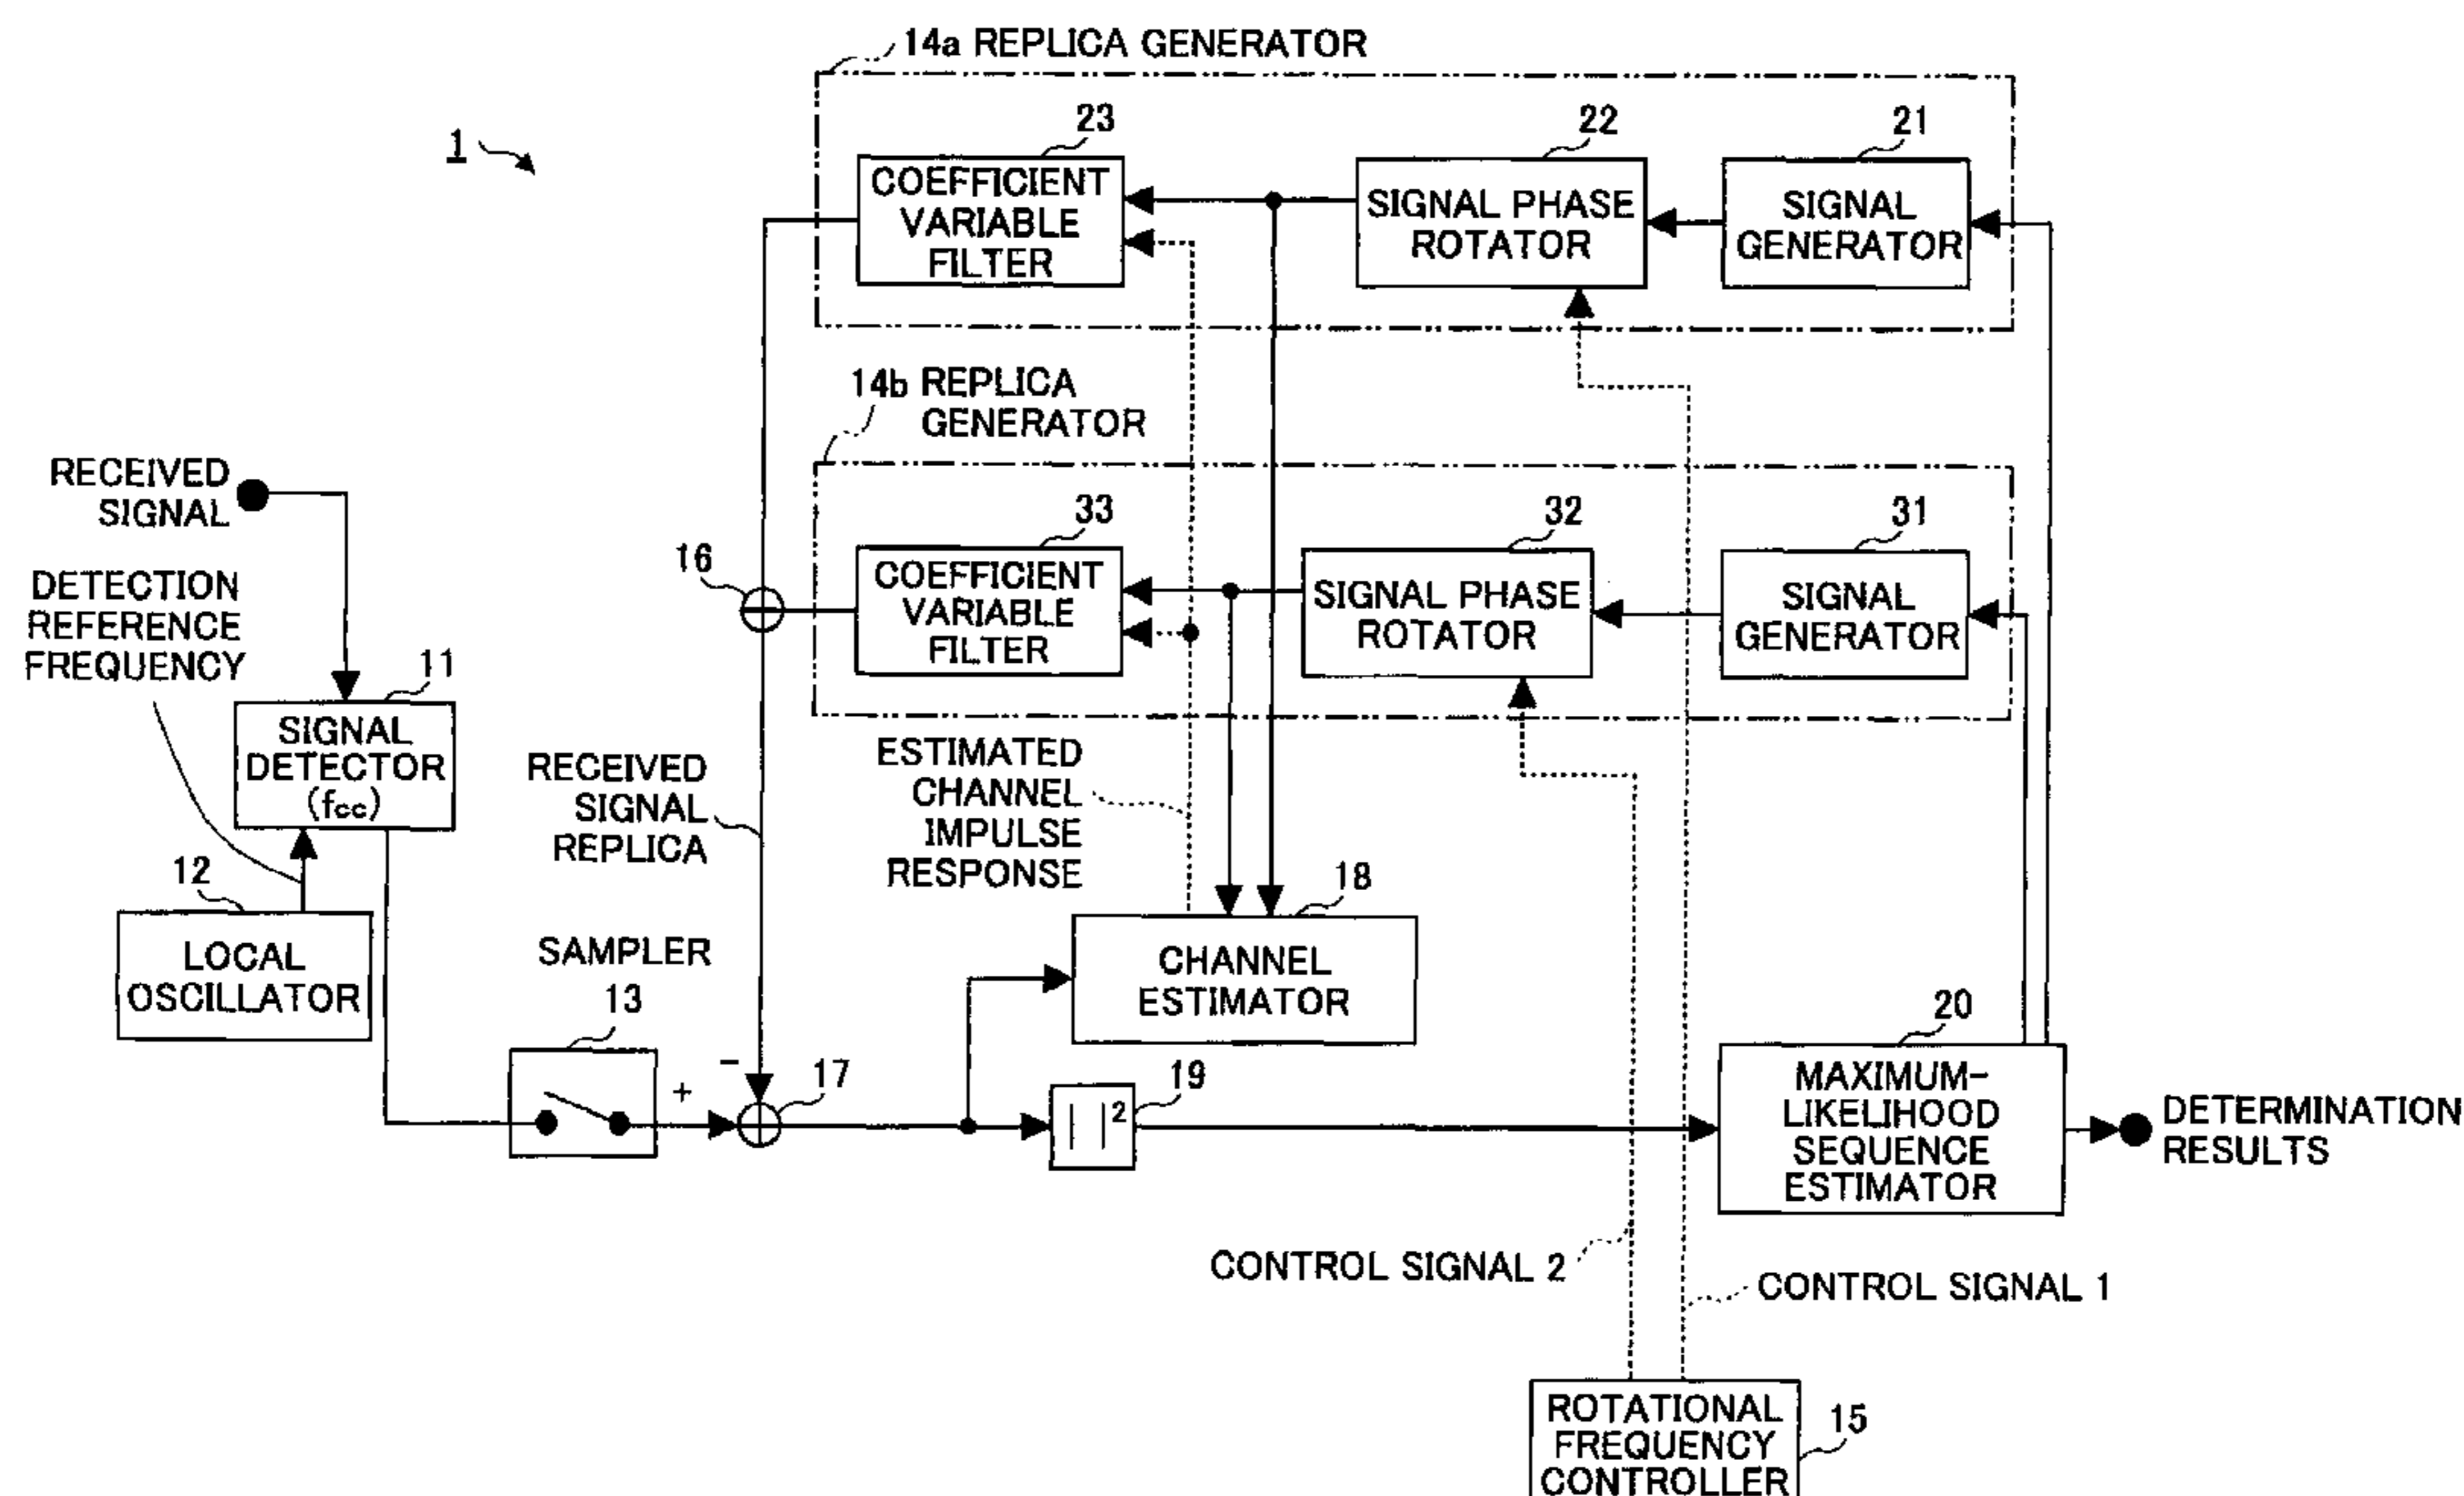 14a REPLICA GENERATOR
1
23
22
21
COEFFICIENT
VARIABLE
FILTER
SIGNAL PHASE
ROTATOR
SIGNAL
GENERATOR
14b REPLICA
GENERATOR
RECEIVED
SIGNAL
33
32
31
16
COEFFICIENT
VARIABLE
FILTER
SIGNAL PHASE
ROTATOR
SIGNAL
GENERATOR
DETECTION
REFERENCE
FREQUENCY
11
SIGNAL
DETECTOR
(fcc)
RECEIVED
SIGNAL
REPLICA
ESTIMATED
CHANNEL
IMPULSE
RESPONSE
12
LOCAL
OSCILLATOR
18
CHANNEL
ESTIMATOR
SAMPLER
13
+
-
17
19
| |²
20
MAXIMUM-
LIKELIHOOD
SEQUENCE
ESTIMATOR
DETERMINATION
RESULTS
CONTROL SIGNAL 2
CONTROL SIGNAL 1
ROTATIONAL
FREQUENCY
CONTROLLER
15